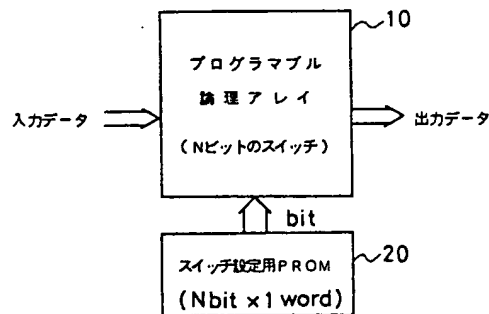 10
プログラマブル
論理アレイ
入力データ
出力データ
(Nビットのスイッチ)
bit
20
スイッチ設定用PROM
(Nbit ×1 word)